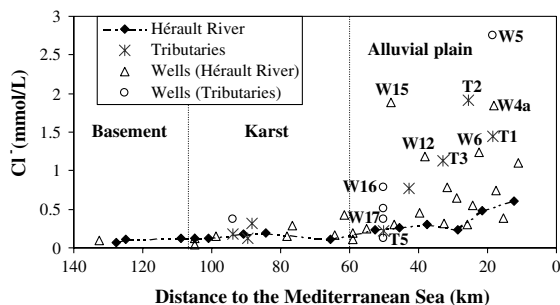 3
2.5
2
1.5
1
0.5
0
Cl⁻ (mmol/L)
Hérault River
Tributaries
Wells (Hérault River)
Wells (Tributaries)
Basement
Karst
Alluvial plain
W5
W15
T2
W4a
W12
W6
T1
T3
W16
W17
T5
140 120 100 80 60 40 20 0
Distance to the Mediterranean Sea (km)